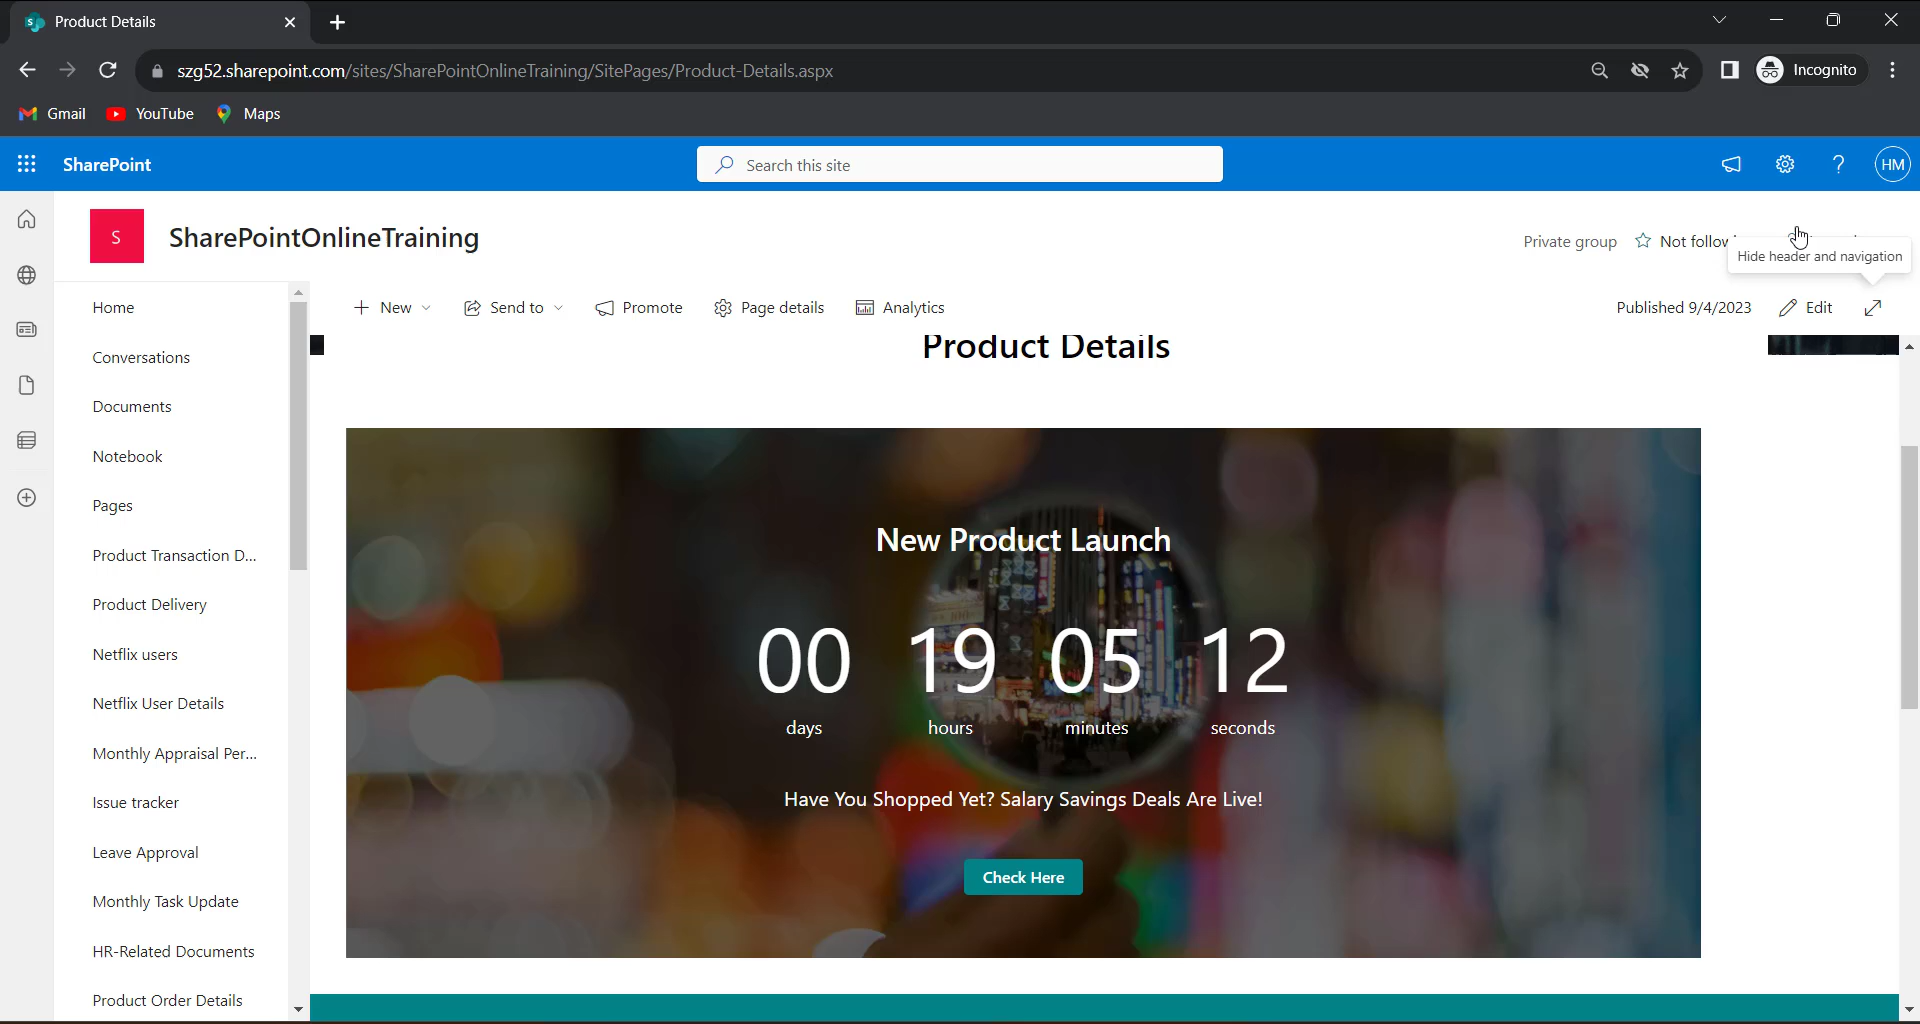 Product Details
szg52.sharepoint.com/sites/SharePointOnlineTraining/SitePages/Product-Details.aspx
Incognito
Gmail
YouTube
Maps
SharePoint
Search this site
?
HM
S
SharePointOnlineTraining
Private group
Not follow
Hide header and navigation
Home
Conversations
Documents
Notebook
Pages
Product Transaction D...
Product Delivery
Netflix users
Netflix User Details
Monthly Appraisal Per...
Issue tracker
Leave Approval
Monthly Task Update
HR-Related Documents
Product Order Details
New
Send to
Promote
Page details
Analytics
Published 9/4/2023
Edit
Product Details
New Product Launch
00 19 05 12
days hours minutes seconds
Have You Shopped Yet? Salary Savings Deals Are Live!
Check Here